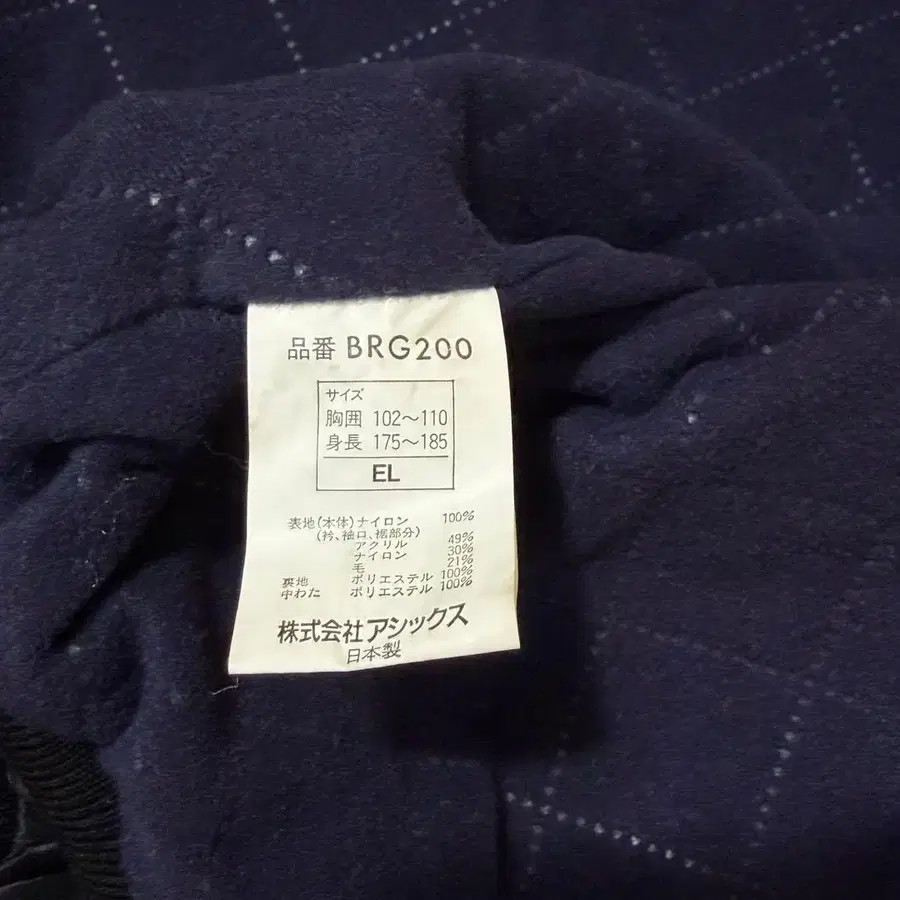 品番 BRG200
サイズ
胸囲 102～110
身長 175～185
EL
表地(本体)ナイロン 100%
(衿、袖口、裾部分)
アクリル 49%
ナイロン 30%
毛 21%
裏地 ポリエステル 100%
中わた ポリエステル 100%
株式会社アシックス
日本製